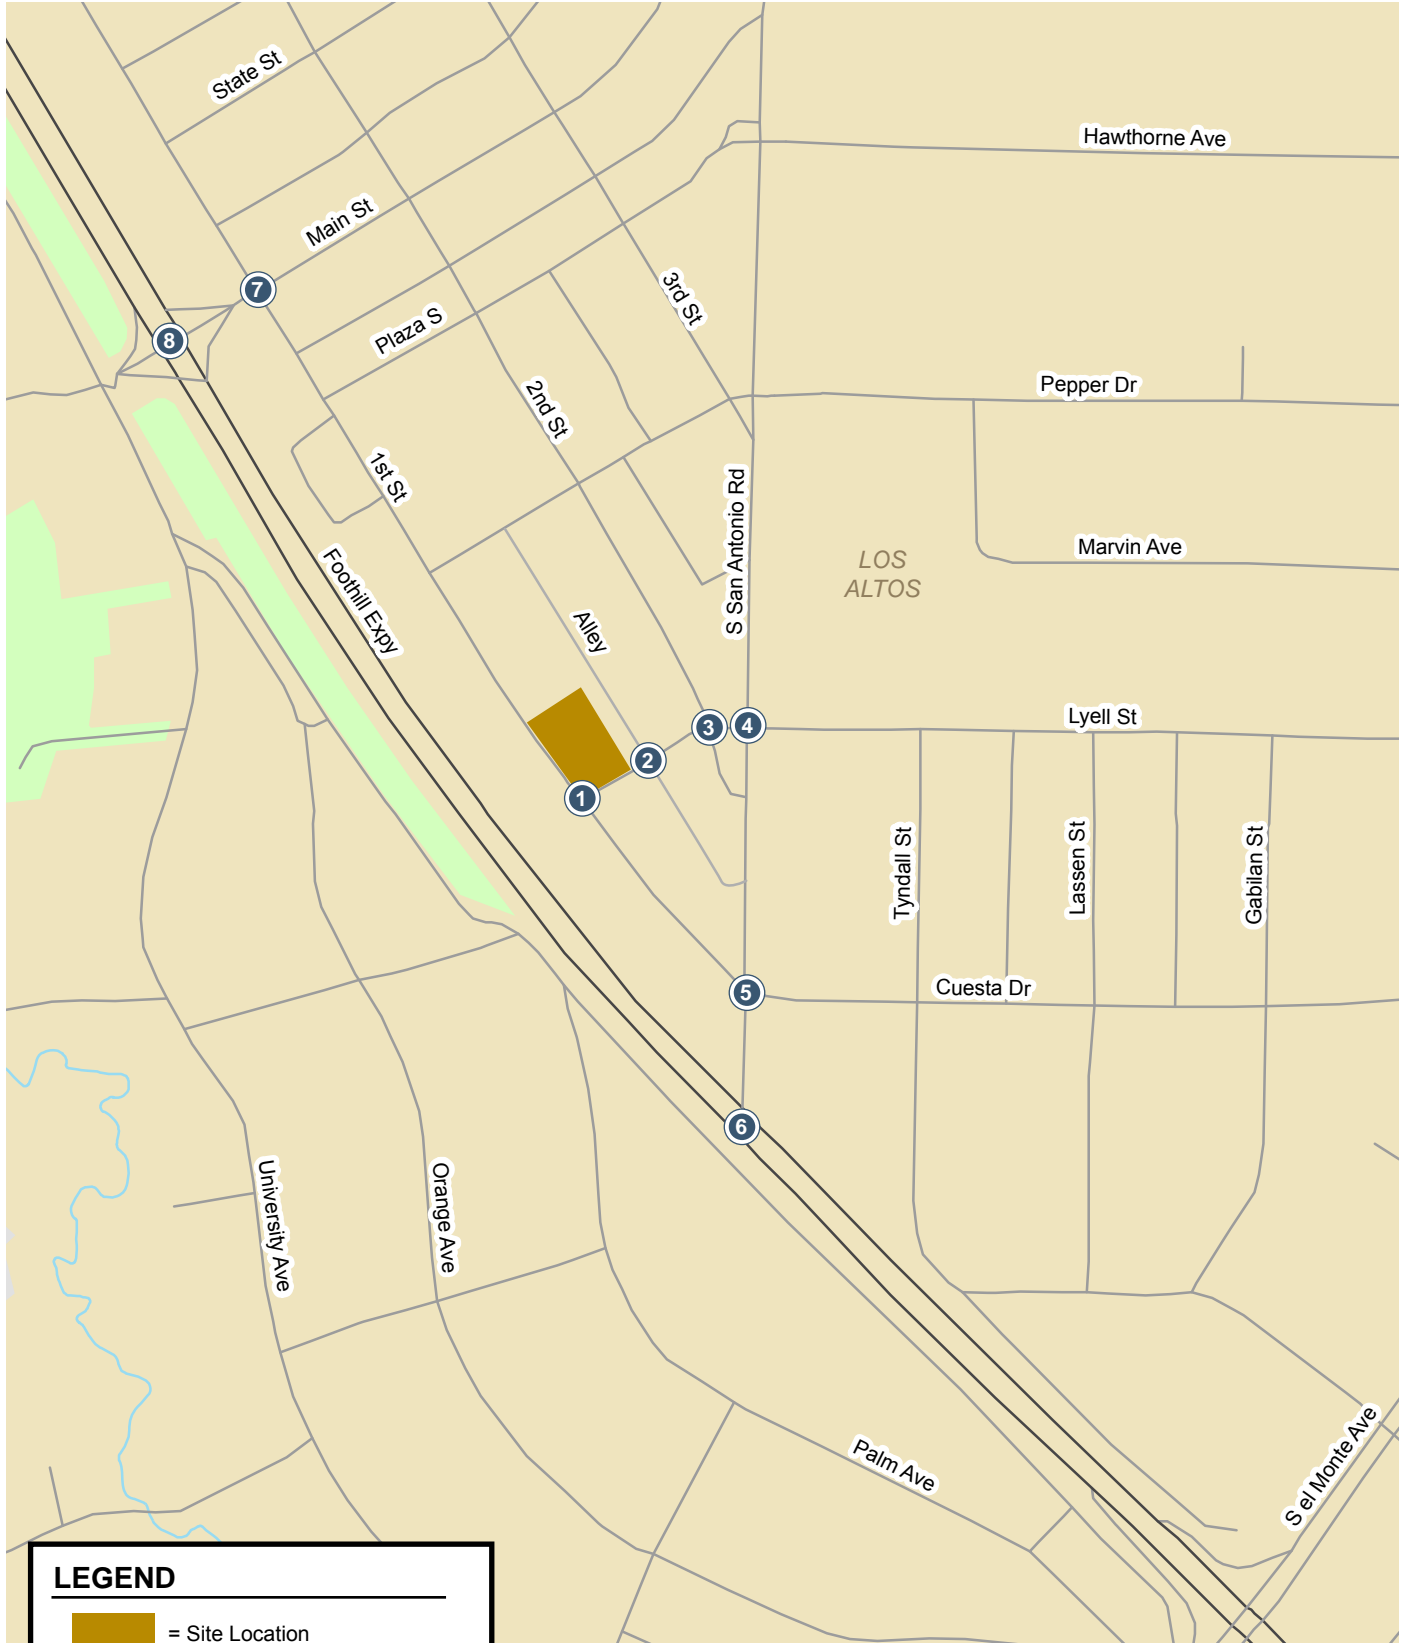 State St
Hawthorne Ave
Main St
3rd St
7
Plaza S
8
Pepper Dr
2nd St
1st St
S San Antonio Rd
Marvin Ave
LOS
ALTOS
Foothill Expy
Alley
Lyell St
3
4
2
1
Tyndall St
Lassen St
Gabilan St
Cuesta Dr
5
6
University Ave
Orange Ave
Palm Ave
S el Monte Ave
LEGEND
= Site Location